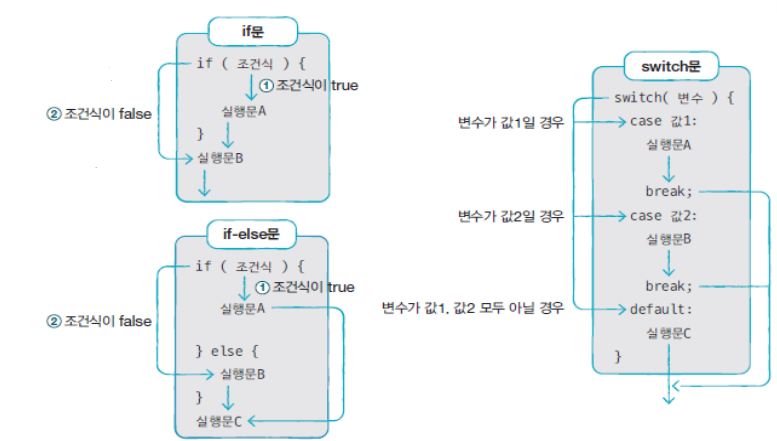 if문
if ( 조건식 ) {
① 조건식이 true
② 조건식이 false
실행문A
}
실행문B
if-else문
if ( 조건식 ) {
① 조건식이 true
실행문A
② 조건식이 false
} else {
실행문B
}
실행문C
switch문
switch( 변수 ) {
변수가 값1일 경우
case 값1:
실행문A
break;
변수가 값2일 경우
case 값2:
실행문B
break;
변수가 값1, 값2 모두 아닐 경우
default:
실행문C
}